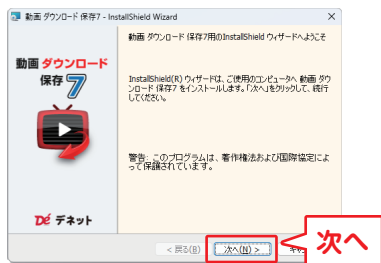 動画 ダウンロード 保存7 - InstallShield Wizard
動画 ダウンロード 保存7用のInstallShield ウィザードへようこそ
動画 ダウンロード
保存 7
InstallShield(R) ウィザードは、ご使用のコンピュータへ 動画 ダウ
ンロード 保存7 をインストールします。「次へ」をクリックして、続行
してください。
警告: このプログラムは、著作権法および国際協定によ
って保護されています。
Dé デネット
< 戻る(B)
次へ(N) >
次へ